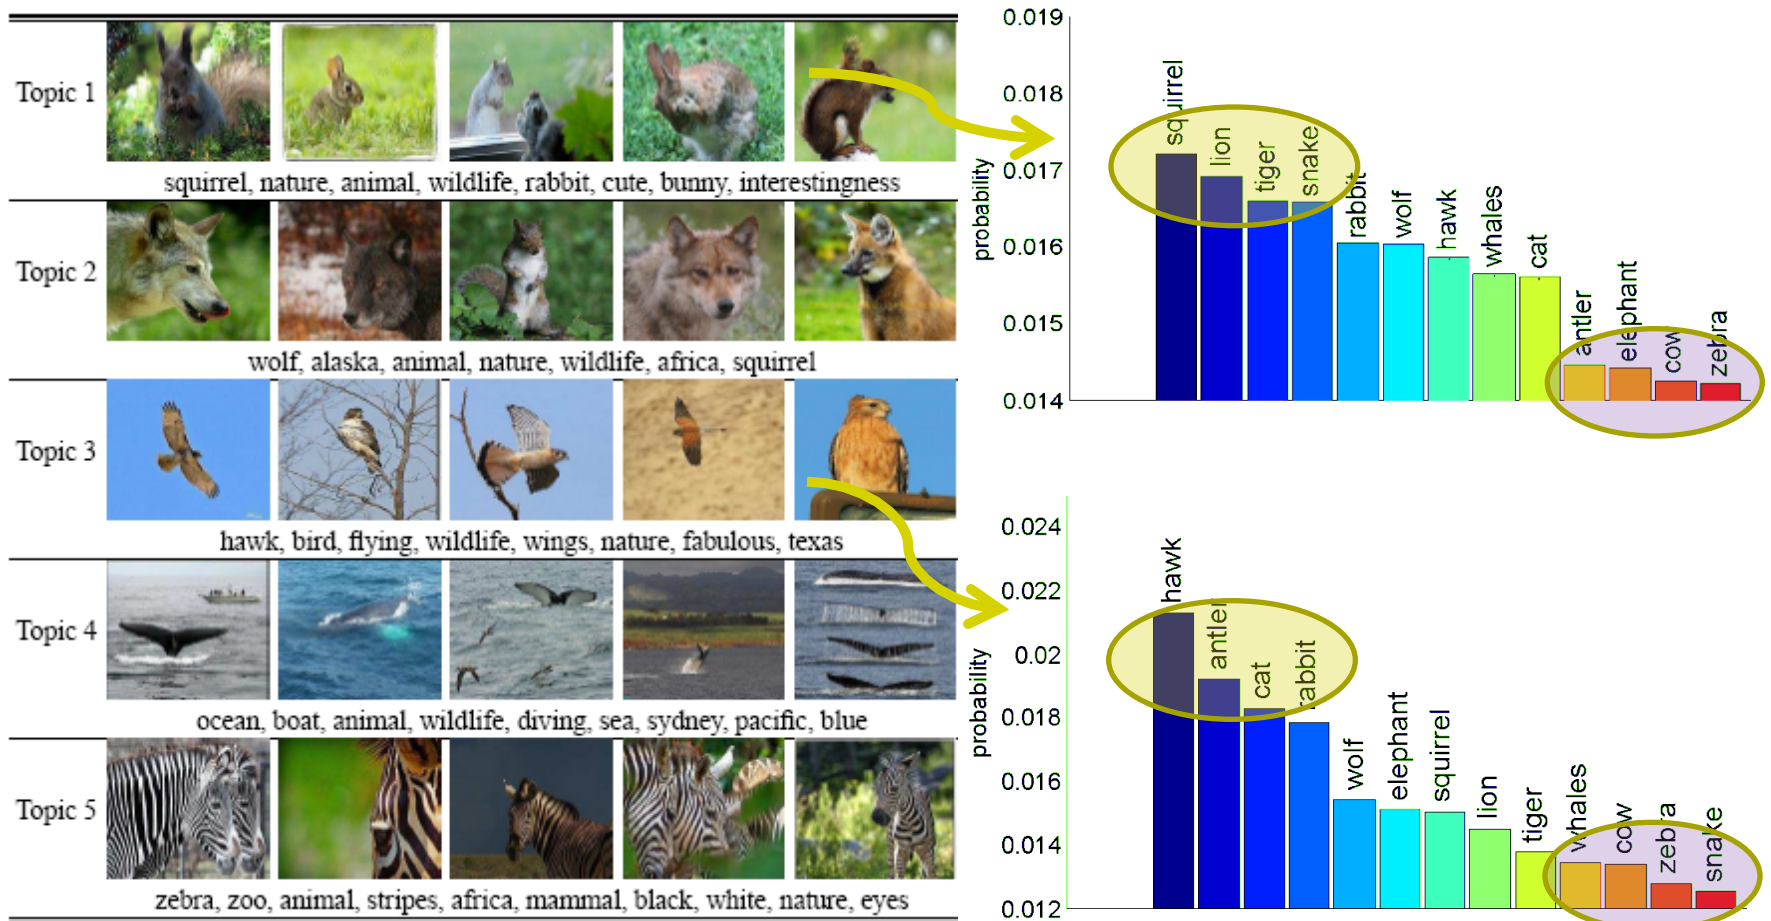 Topic 1
squirrel, nature, animal, wildlife, rabbit, cute, bunny, interestingness
Topic 2
wolf, alaska, animal, nature, wildlife, africa, squirrel
Topic 3
hawk, bird, flying, wildlife, wings, nature, fabulous, texas
Topic 4
ocean, boat, animal, wildlife, diving, sea, sydney, pacific, blue
Topic 5
zebra, zoo, animal, stripes, africa, mammal, black, white, nature, eyes
probability
0.019
0.018
0.017
0.016
0.015
0.014
squirrel
lion
tiger
snake
rabbit
wolf
hawk
whales
cat
antler
elephant
cow
zebra
probability
0.024
0.022
0.02
0.018
0.016
0.014
0.012
hawk
antler
cat
rabbit
wolf
elephant
squirrel
lion
tiger
whales
cow
zebra
snake